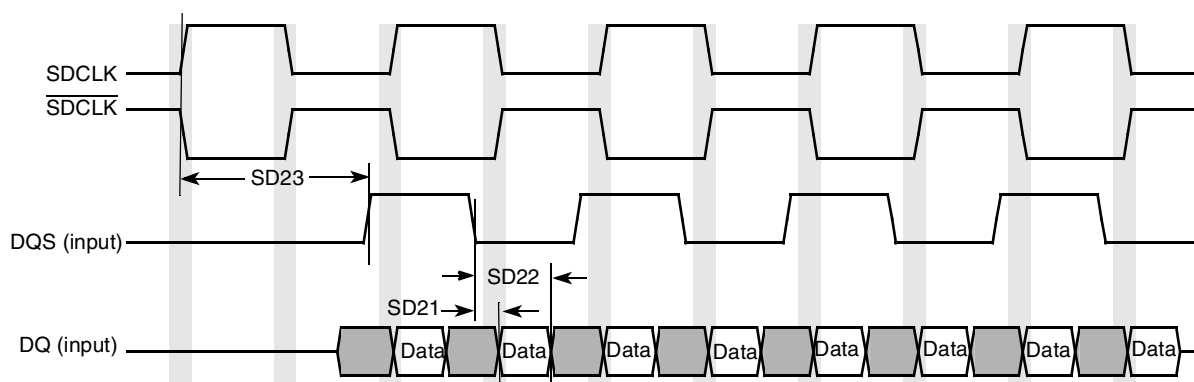 SDCLK
SDCLK
SD23
DQS (input)
SD22
SD21
DQ (input)
Data Data Data Data Data Data Data Data